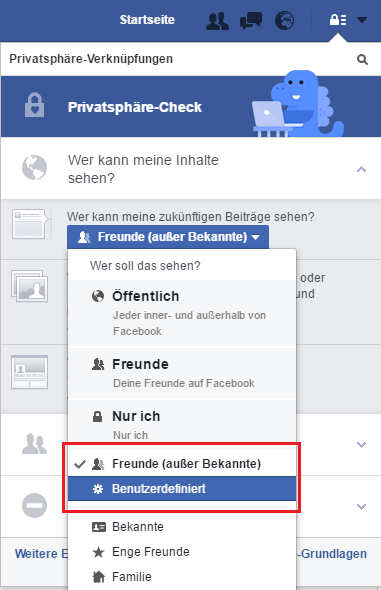 Startseite
Privatsphäre-Verknüpfungen
Privatsphäre-Check
Wer kann meine Inhalte
sehen?
Wer kann meine zukünftigen Beiträge sehen?
Freunde (außer Bekannte)
Wer soll das sehen?
Öffentlich
Jeder inner- und außerhalb von
Facebook
oder
und
Freunde
Deine Freunde auf Facebook
Nur ich
Nur ich
Freunde (außer Bekannte)
Benutzerdefiniert
Bekannte
Enge Freunde
Familie
Weitere E
-Grundlagen